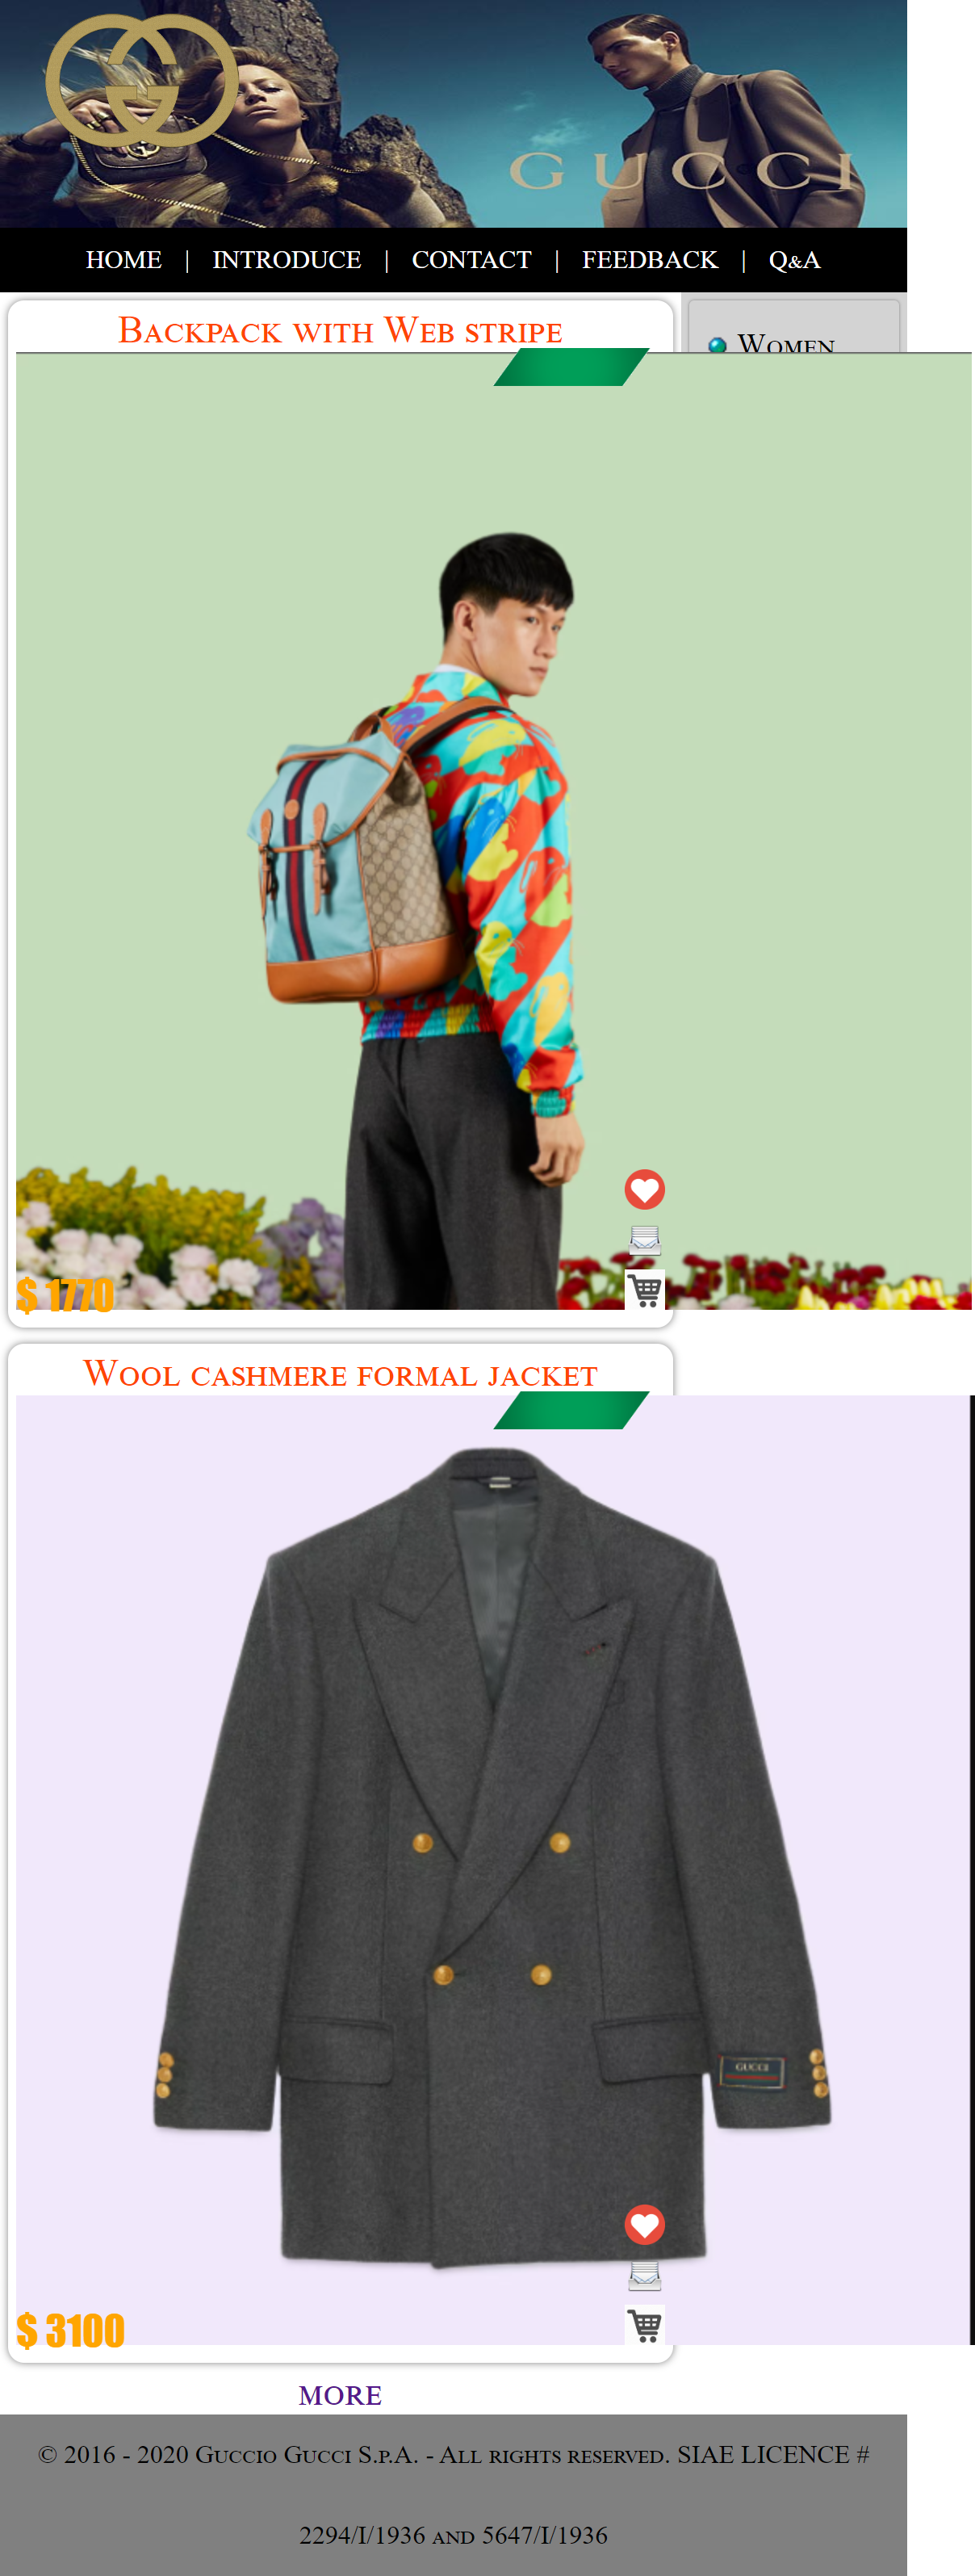 GUCCI
HOME | INTRODUCE | CONTACT | FEEDBACK | Q&A
Backpack with Web stripe
Women
$ 1770
Wool cashmere formal jacket
GUCCI
$ 3100
MORE
© 2016 - 2020 Guccio Gucci S.p.A. - All rights reserved. SIAE LICENCE #
2294/I/1936 and 5647/I/1936